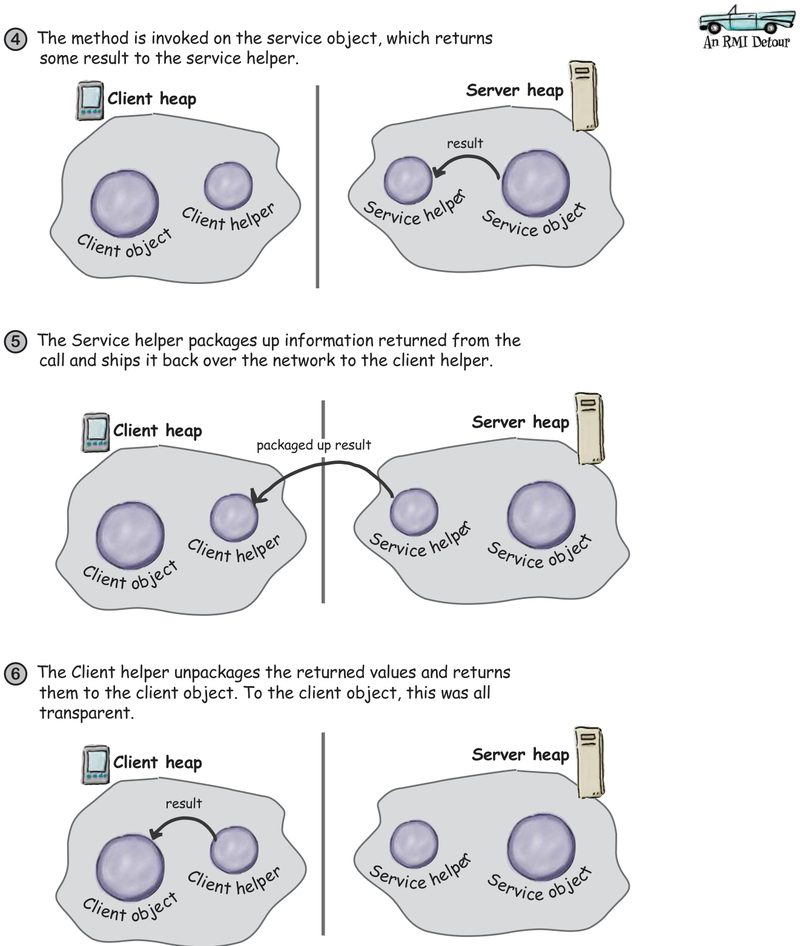 An RMI Detour
4 The method is invoked on the service object, which returns
some result to the service helper.
Client heap
Server heap
result
Client object
Client helper
Service helper
Service object
5 The Service helper packages up information returned from the
call and ships it back over the network to the client helper.
Client heap
Server heap
packaged up result
Client object
Client helper
Service helper
Service object
6 The Client helper unpackages the returned values and returns
them to the client object. To the client object, this was all
transparent.
Client heap
Server heap
result
Client object
Client helper
Service helper
Service object